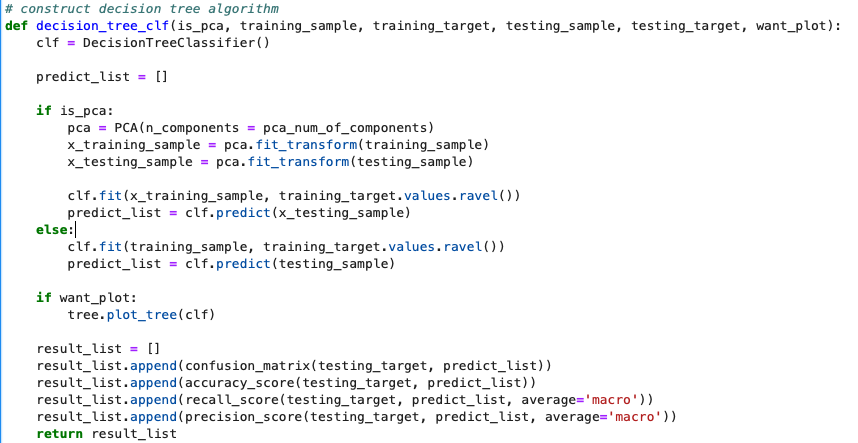 # construct decision tree algorithm
def decision_tree_clf(is_pca, training_sample, training_target, testing_sample, testing_target, want_plot):
    clf = DecisionTreeClassifier()

    predict_list = []

    if is_pca:
        pca = PCA(n_components = pca_num_of_components)
        x_training_sample = pca.fit_transform(training_sample)
        x_testing_sample = pca.fit_transform(testing_sample)

        clf.fit(x_training_sample, training_target.values.ravel())
        predict_list = clf.predict(x_testing_sample)
    else:
        clf.fit(training_sample, training_target.values.ravel())
        predict_list = clf.predict(testing_sample)

    if want_plot:
        tree.plot_tree(clf)

    result_list = []
    result_list.append(confusion_matrix(testing_target, predict_list))
    result_list.append(accuracy_score(testing_target, predict_list))
    result_list.append(recall_score(testing_target, predict_list, average='macro'))
    result_list.append(precision_score(testing_target, predict_list, average='macro'))
    return result_list